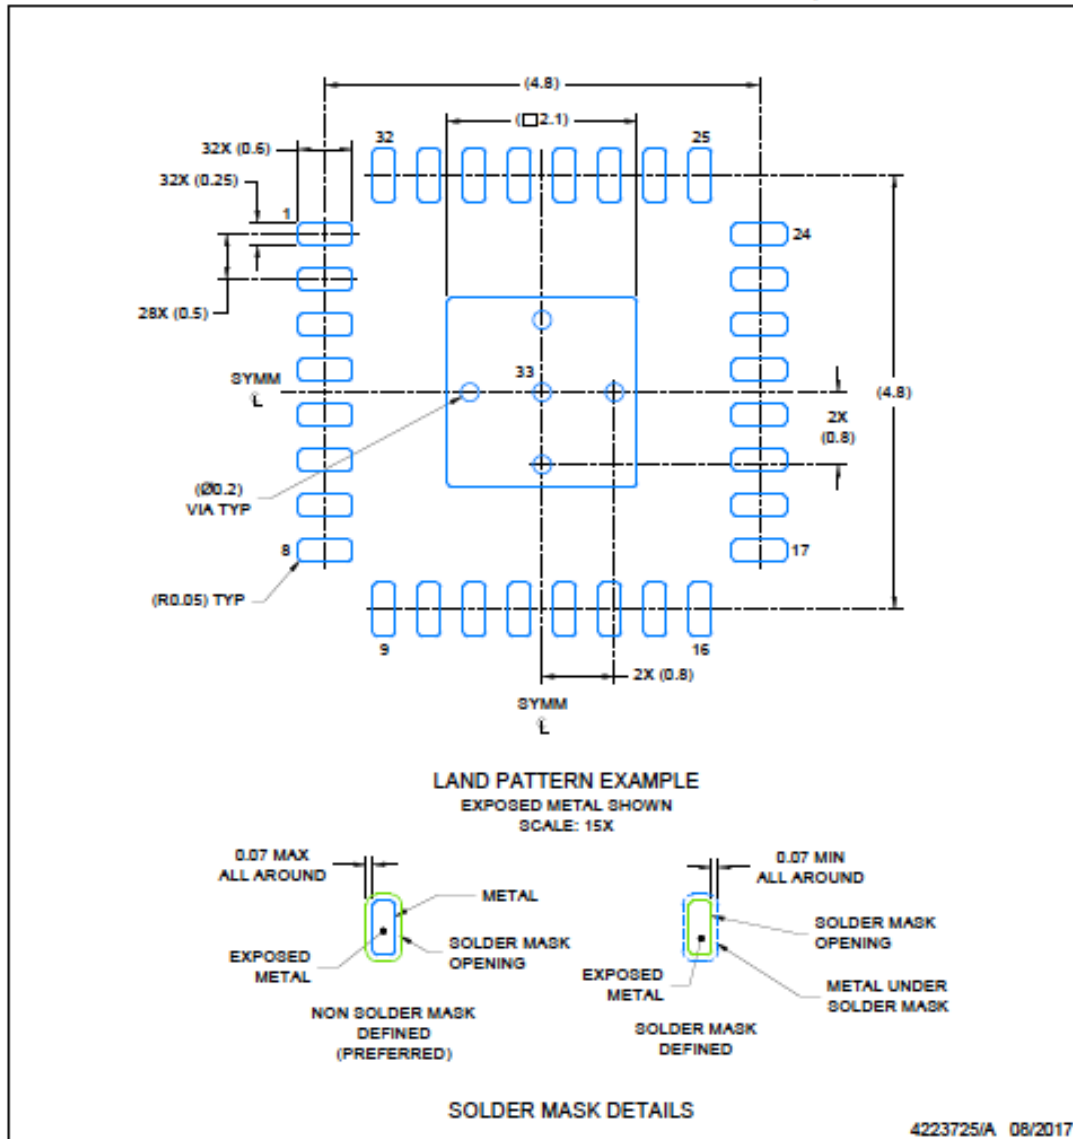 (4.8)
(□2.1)
32
25
32X (0.6)
32X (0.25)
1
24
28X (0.5)
SYMM
℄
33
(4.8)
2X
(0.8)
(Ø0.2)
VIA TYP
8
17
(R0.05) TYP
9
16
2X (0.8)
SYMM
℄
LAND PATTERN EXAMPLE
EXPOSED METAL SHOWN
SCALE: 15X
0.07 MAX
ALL AROUND
METAL
EXPOSED
METAL
SOLDER MASK
OPENING
NON SOLDER MASK
DEFINED
(PREFERRED)
0.07 MIN
ALL AROUND
SOLDER MASK
OPENING
EXPOSED
METAL
METAL UNDER
SOLDER MASK
SOLDER MASK
DEFINED
SOLDER MASK DETAILS
4223725/A 08/2017